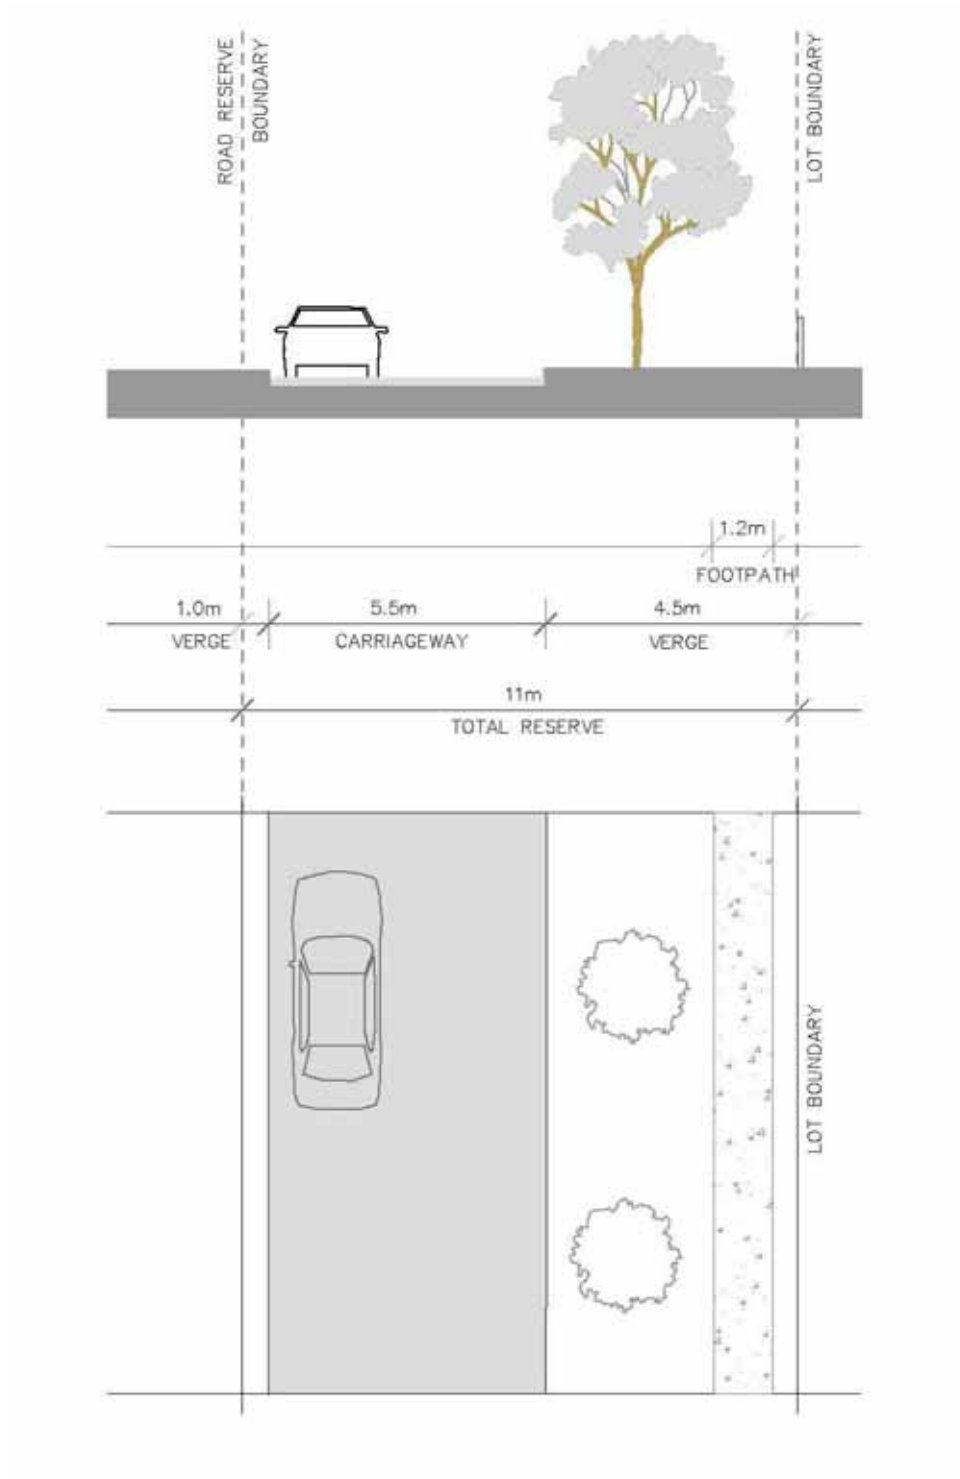 ROAD RESERVE
BOUNDARY
LOT BOUNDARY
1.2m
FOOTPATH
1.0m
5.5m
4.5m
VERGE
CARRIAGEWAY
VERGE
11m
TOTAL RESERVE
LOT BOUNDARY